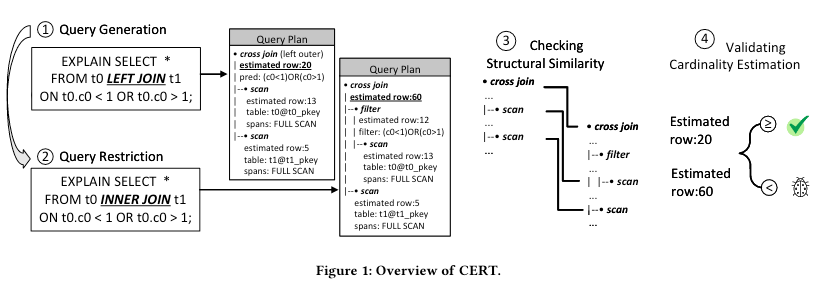 1 Query Generation
EXPLAIN SELECT *
FROM t0 LEFT JOIN t1
ON t0.c0 < 1 OR t0.c0 > 1;
2 Query Restriction
EXPLAIN SELECT *
FROM t0 INNER JOIN t1
ON t0.c0 < 1 OR t0.c0 > 1;
Query Plan
• cross join (left outer)
| estimated row:20
| pred: (c0<1)OR(c0>1)
|--• scan
| estimated row:13
| table: t0@t0_pkey
| spans: FULL SCAN
|--• scan
estimated row:5
table: t1@t1_pkey
spans: FULL SCAN
Query Plan
• cross join
| estimated row:60
|--• filter
| | estimated row:12
| | filter: (c0<1)OR(c0>1)
| |--• scan
| estimated row:13
| table: t0@t0_pkey
| spans: FULL SCAN
|--• scan
estimated row:5
table: t1@t1_pkey
spans: FULL SCAN
3 Checking
Structural Similarity
• cross join
...
|--• scan
...
|--• scan
...
• cross join
...
|--• filter
...
| |--• scan
...
|--• scan
...
4 Validating
Cardinality Estimation
Estimated
row:20
Estimated
row:60
≥
<
Figure 1: Overview of CERT.